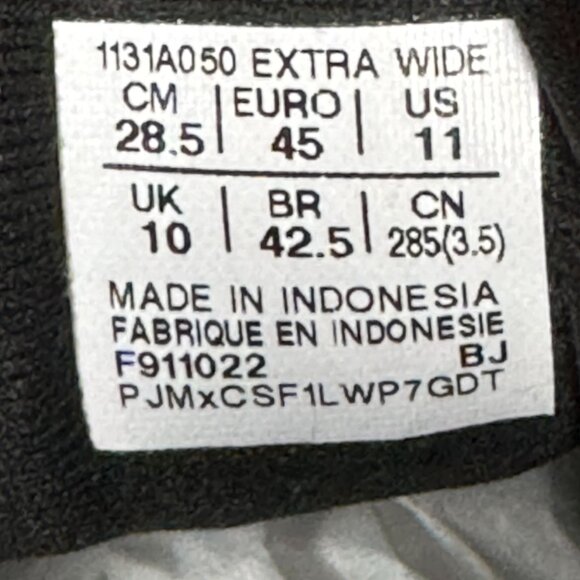 1131A050 EXTRA WIDE
CM | EURO | US
28.5 | 45 | 11
UK | BR | CN
10 | 42.5 | 285(3.5)
MADE IN INDONESIA
FABRIQUE EN INDONESIE
F911022 BJ
PJMxCSF1LWP7GDT